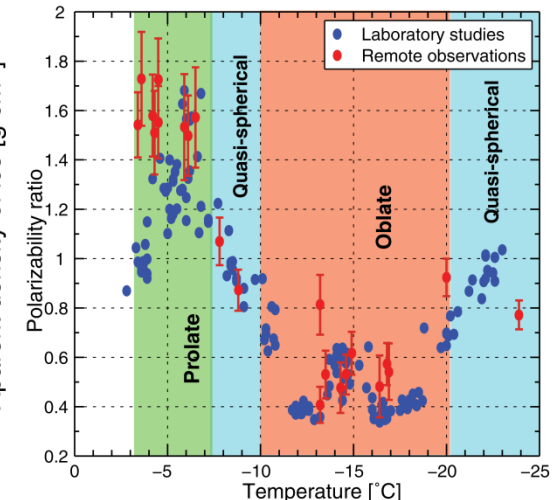 2
1.8
1.6
1.4
1.2
1
0.8
0.6
0.4
0.2
Polarizability ratio
Laboratory studies
Remote observations
Prolate
Quasi-spherical
Oblate
Quasi-spherical
0
−5
−10
−15
−20
−25
Temperature [˚C]